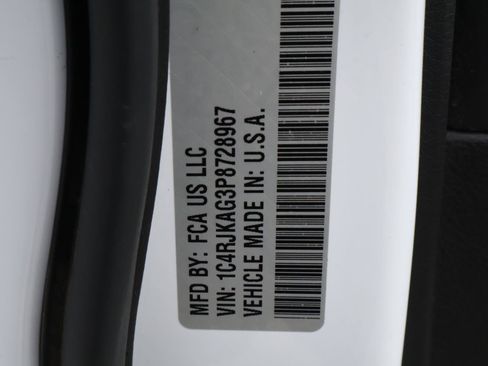 MFD BY: FCA US LLC
VIN: 1C4RJKAG3P8728967
VEHICLE MADE IN: U.S.A.